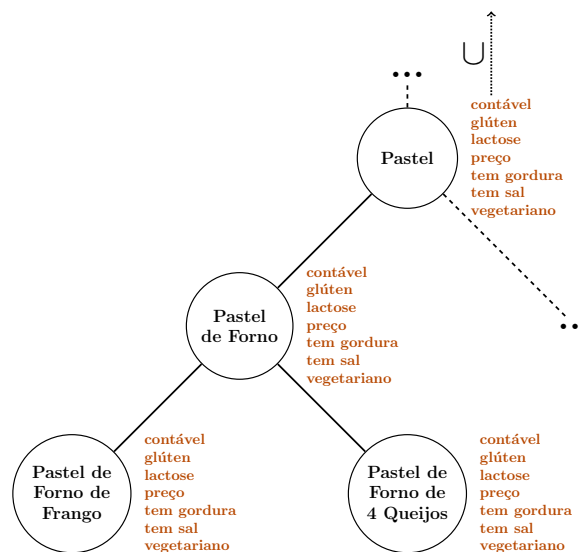 ∪
...
contável
glúten
lactose
preço
tem gordura
tem sal
vegetariano
Pastel
contável
glúten
lactose
preço
tem gordura
tem sal
vegetariano
Pastel
de Forno
..
contável
glúten
lactose
preço
tem gordura
tem sal
vegetariano
Pastel de
Forno de
Frango
contável
glúten
lactose
preço
tem gordura
tem sal
vegetariano
Pastel de
Forno de
4 Queijos